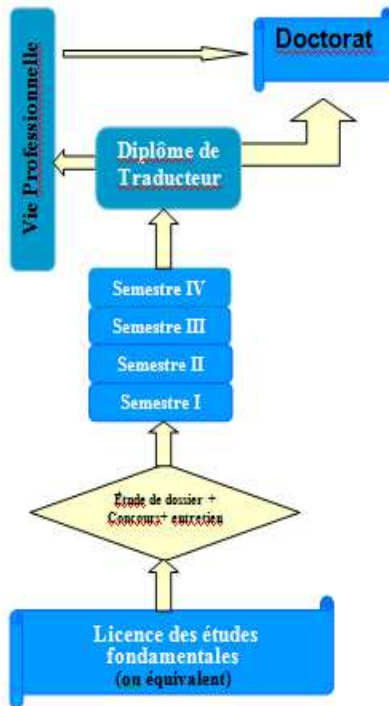 Doctorat
Vie Professionnelle
Diplôme de
Traducteur
Semestre IV
Semestre III
Semestre II
Semestre I
Étude de dossier +
Concours+ entretien
Licence des études
fondamentales
(ou équivalent)